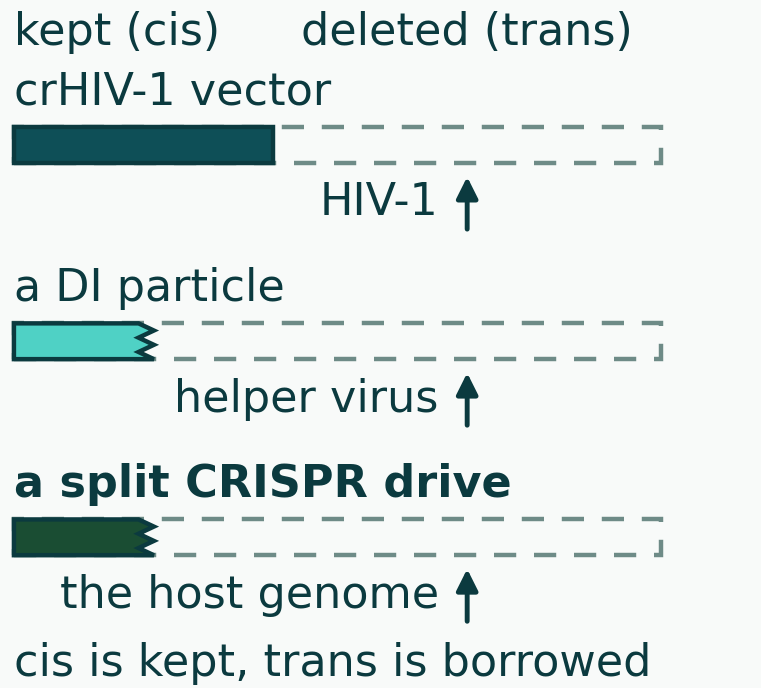 kept (cis) deleted (trans)
crHIV-1 vector
HIV-1
a DI particle
helper virus
a split CRISPR drive
the host genome
cis is kept, trans is borrowed